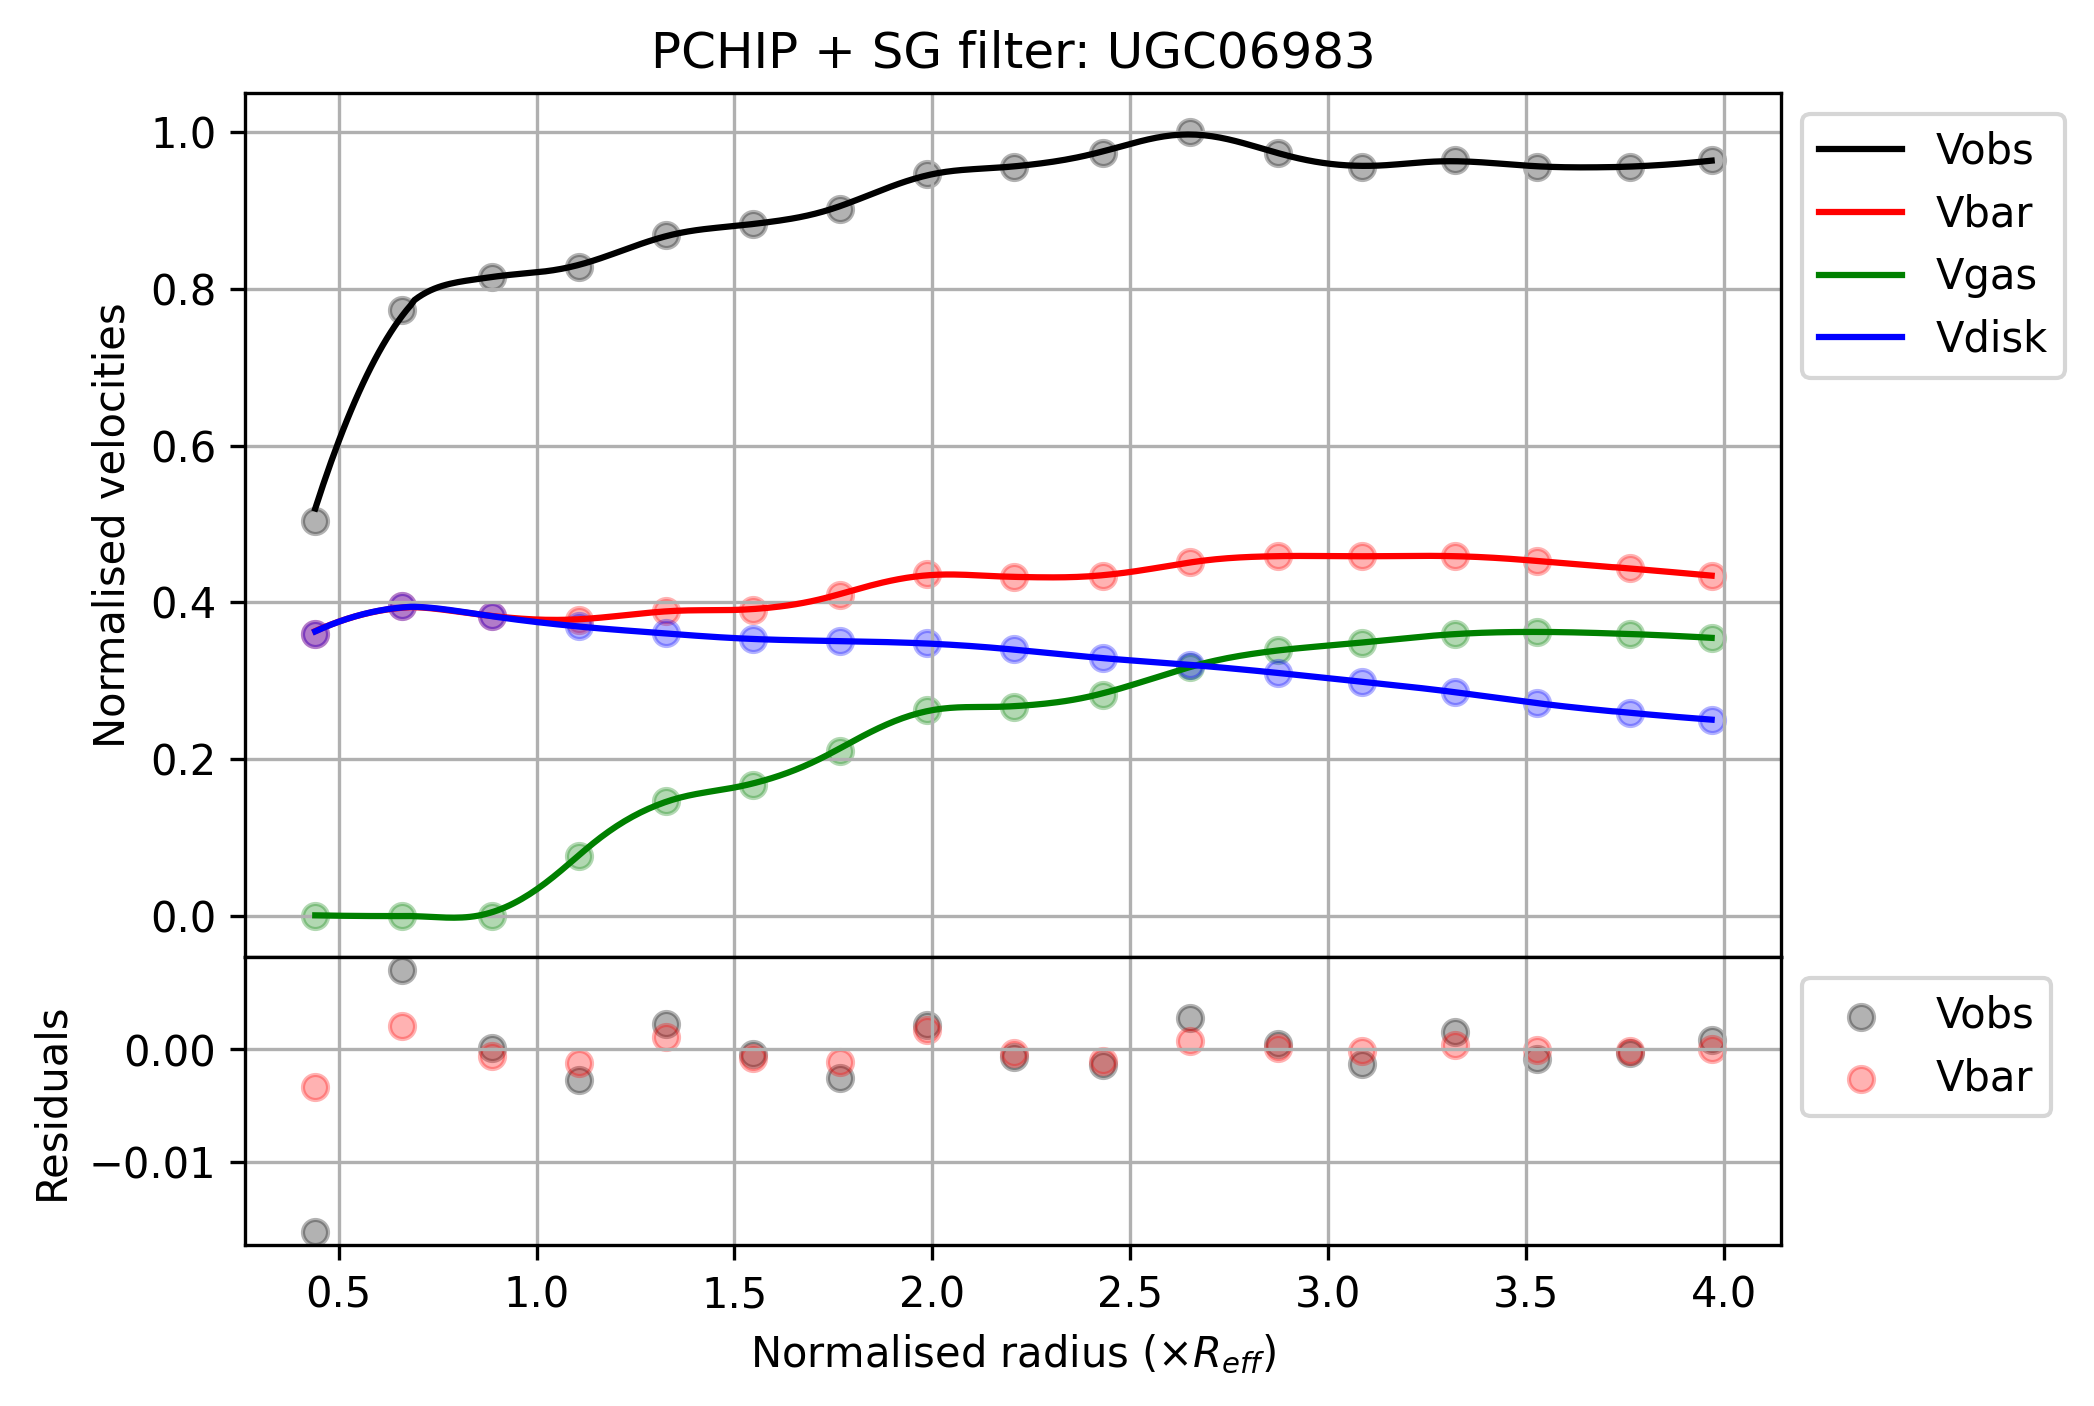 PCHIP + SG filter: UGC06983
Normalised velocities
1.0
0.8
0.6
0.4
0.2
0.0
Vobs
Vbar
Vgas
Vdisk
Residuals
0.00
−0.01
Vobs
Vbar
0.5 1.0 1.5 2.0 2.5 3.0 3.5 4.0
Normalised radius (×R_eff)